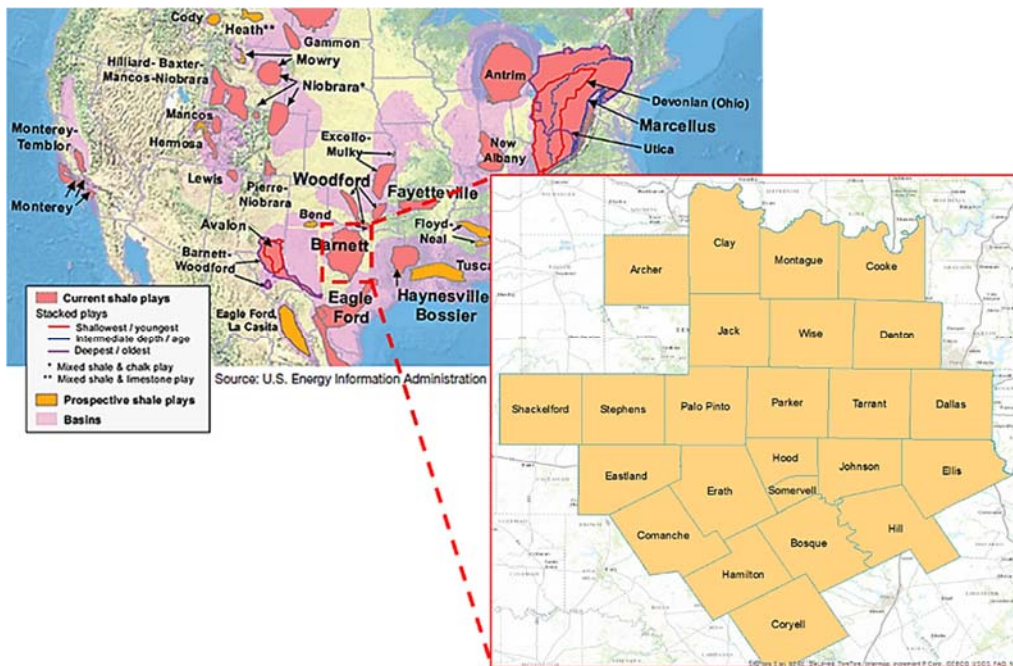 Cody
Heath**
Gammon
Mowry
Hilliard-Baxter-
Mancos-Niobrara
Niobrara*
Antrim
Devonian (Ohio)
Marcellus
Utica
Mancos
Hermosa
Monterey-
Temblor
Excello-
Mulky
New
Albany
Lewis
Pierre-
Niobrara
Woodford
Fayetteville
Monterey
Bend
Floyd-
Neal
Avalon
Barnett
Barnett-
Woodford
Tusca
Haynesville
Bossier
Eagle
Ford
Eagle Ford,
La Casita
Current shale plays
Stacked plays
Shallowest / youngest
Intermediate depth / age
Deepest / oldest
* Mixed shale & chalk play
** Mixed shale & limestone play
Prospective shale plays
Basins
Source: U.S. Energy Information Administration
Clay
Archer
Montague
Cooke
Jack
Wise
Denton
Shackelford
Stephens
Palo Pinto
Parker
Tarrant
Dallas
Hood
Eastland
Johnson
Ellis
Erath
Somervell
Comanche
Hill
Bosque
Hamilton
Coryell